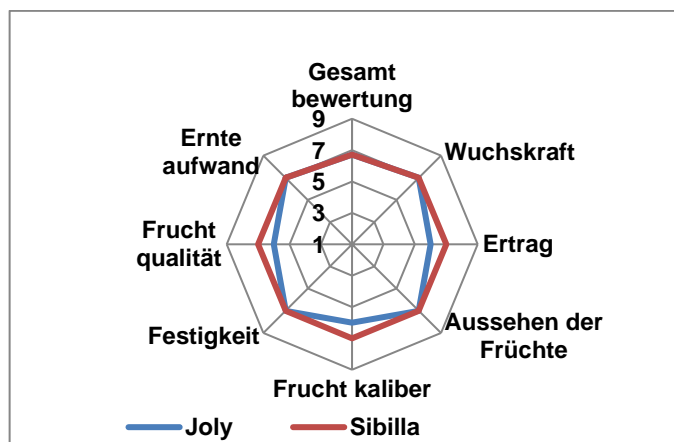 Gesamt
bewertung
9
Ernte
aufwand
7
Wuchskraft
5
3
Frucht
qualität
1
Ertrag
Festigkeit
Aussehen der
Früchte
Frucht kaliber
Joly
Sibilla